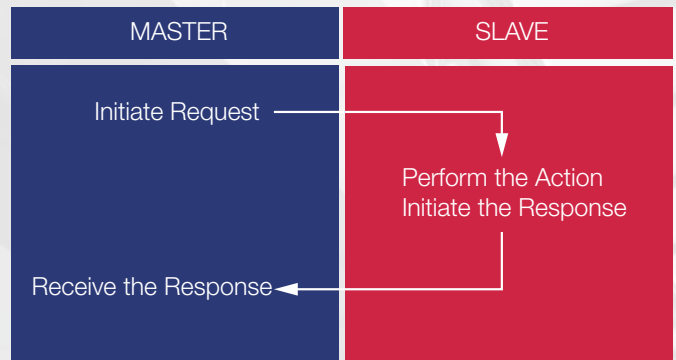 MASTER
SLAVE
Initiate Request
Perform the Action
Initiate the Response
Receive the Response